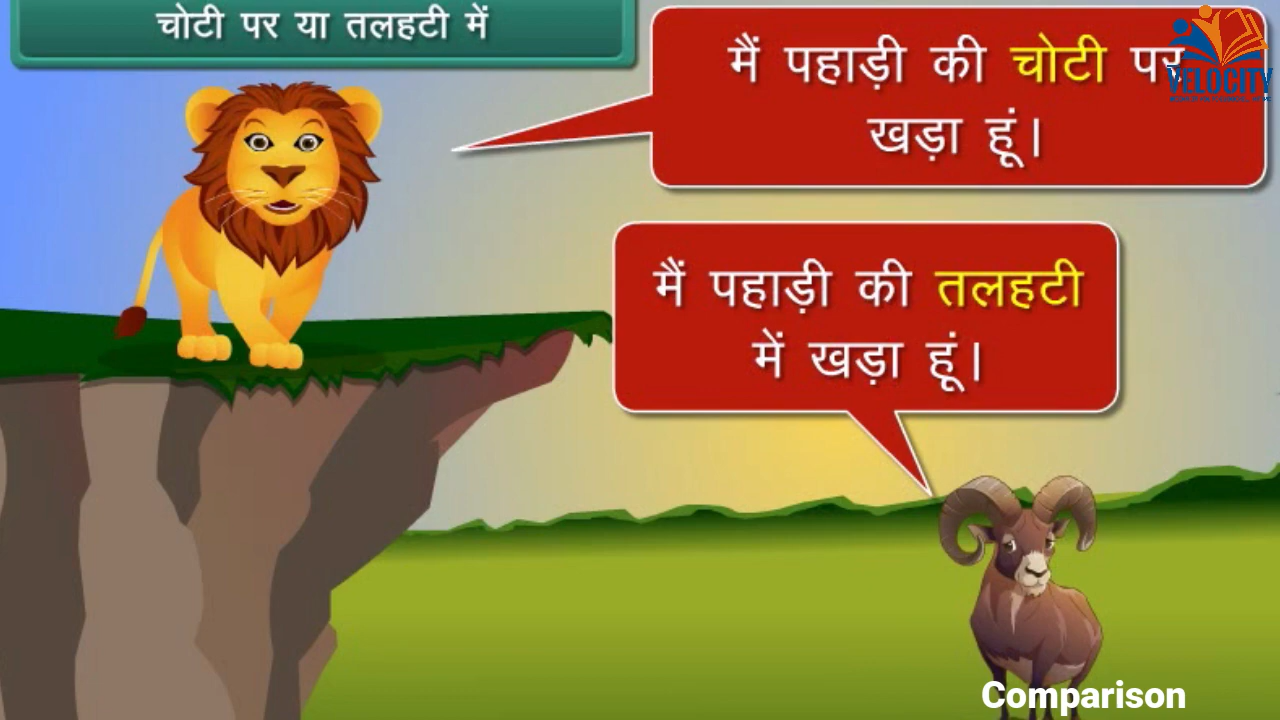 चोटी पर या तलहटी में
मैं पहाड़ी की चोटी पर
खड़ा हूं।
VELOCITY
मैं पहाड़ी की तलहटी
में खड़ा हूं।
Comparison